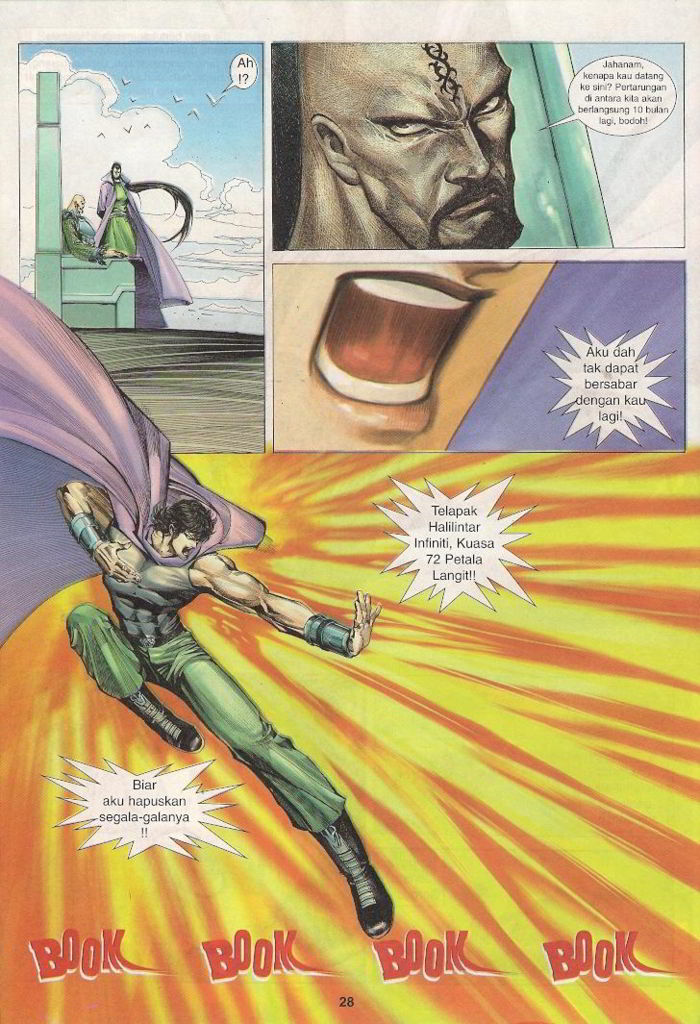 Ah
!?
Jahanam,
kenapa kau datang
ke sini? Pertarungan
di antara kita akan
berlangsung 10 bulan
lagi, bodoh!
Aku dah
tak dapat
bersabar
dengan kau
lagi!
Telapak
Halilintar
Infiniti, Kuasa
72 Petala
Langit!!
Biar
aku hapuskan
segala-galanya
!!
BOOK BOOK BOOK BOOK
28